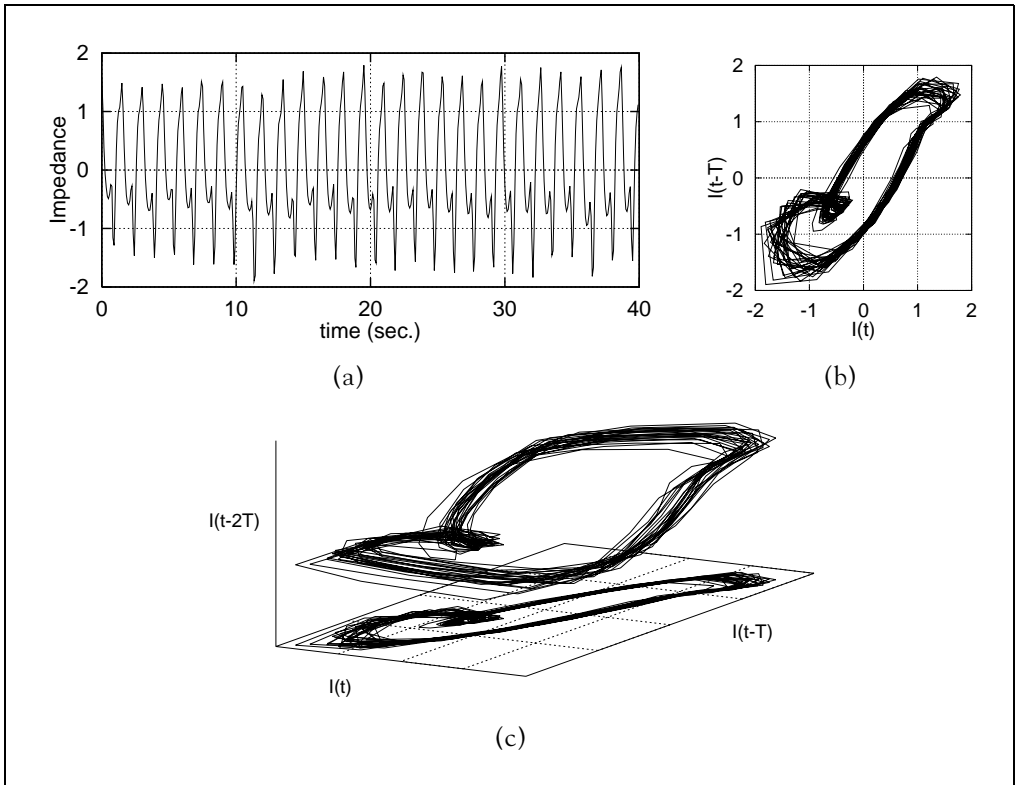 2
1
0
-1
-2
Impedance
0 10 20 30 40
time (sec.)
(a)
2
1
0
-1
-2
I(t-T)
-2 -1 0 1 2
I(t)
(b)
I(t-2T)
I(t-T)
I(t)
(c)